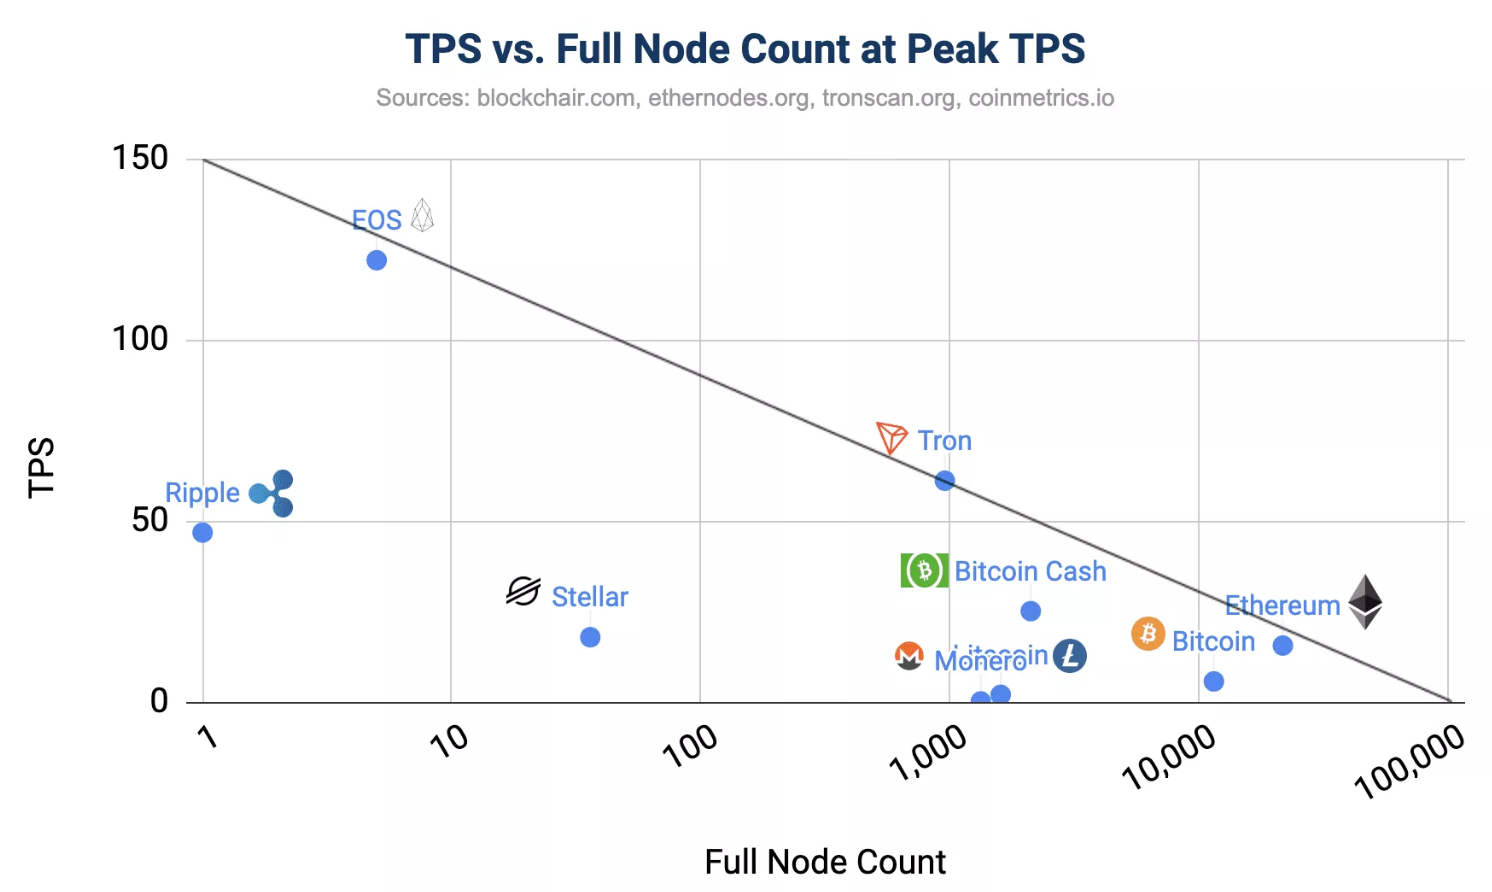 TPS vs. Full Node Count at Peak TPS
Sources: blockchair.com, ethernodes.org, tronscan.org, coinmetrics.io
150
EOS
100
Tron
TPS
Ripple
50
Bitcoin Cash
Stellar
Ethereum
Bitcoin
Monero
Litecoin
0
1
10
100
1,000
10,000
100,000
Full Node Count